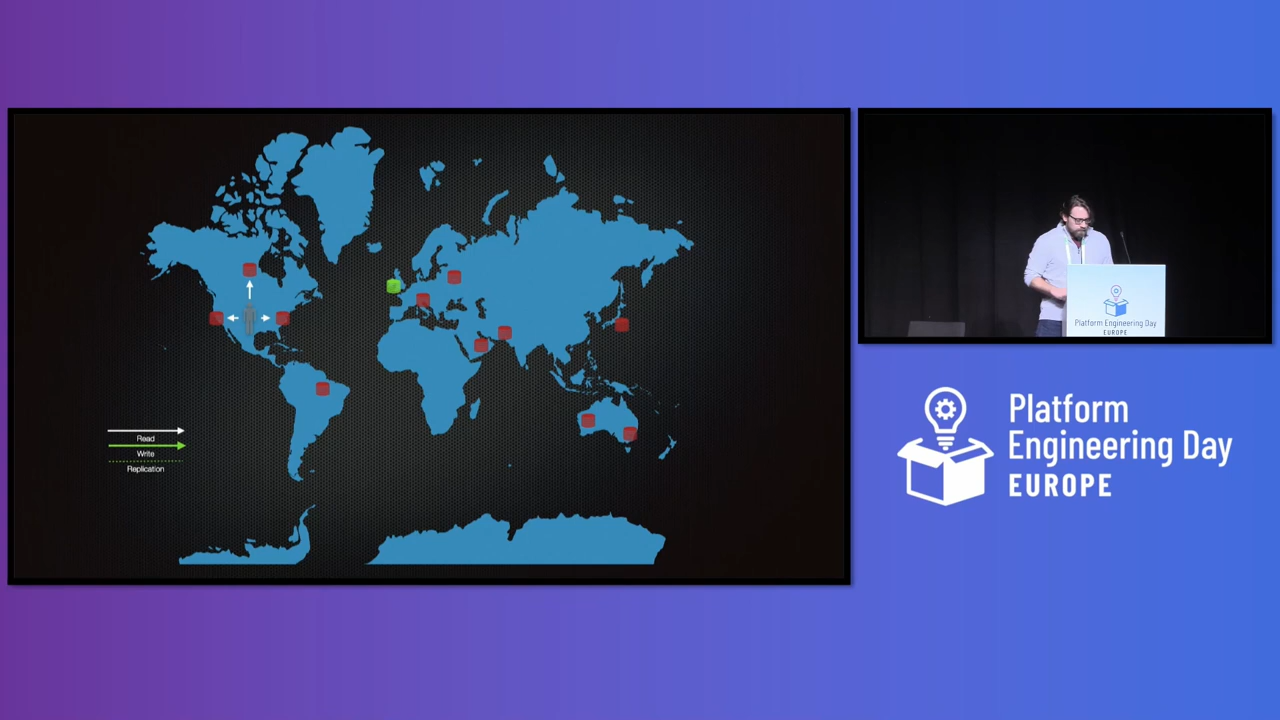 Read
Write
Replication
Platform Engineering Day
EUROPE
Platform
Engineering Day
EUROPE